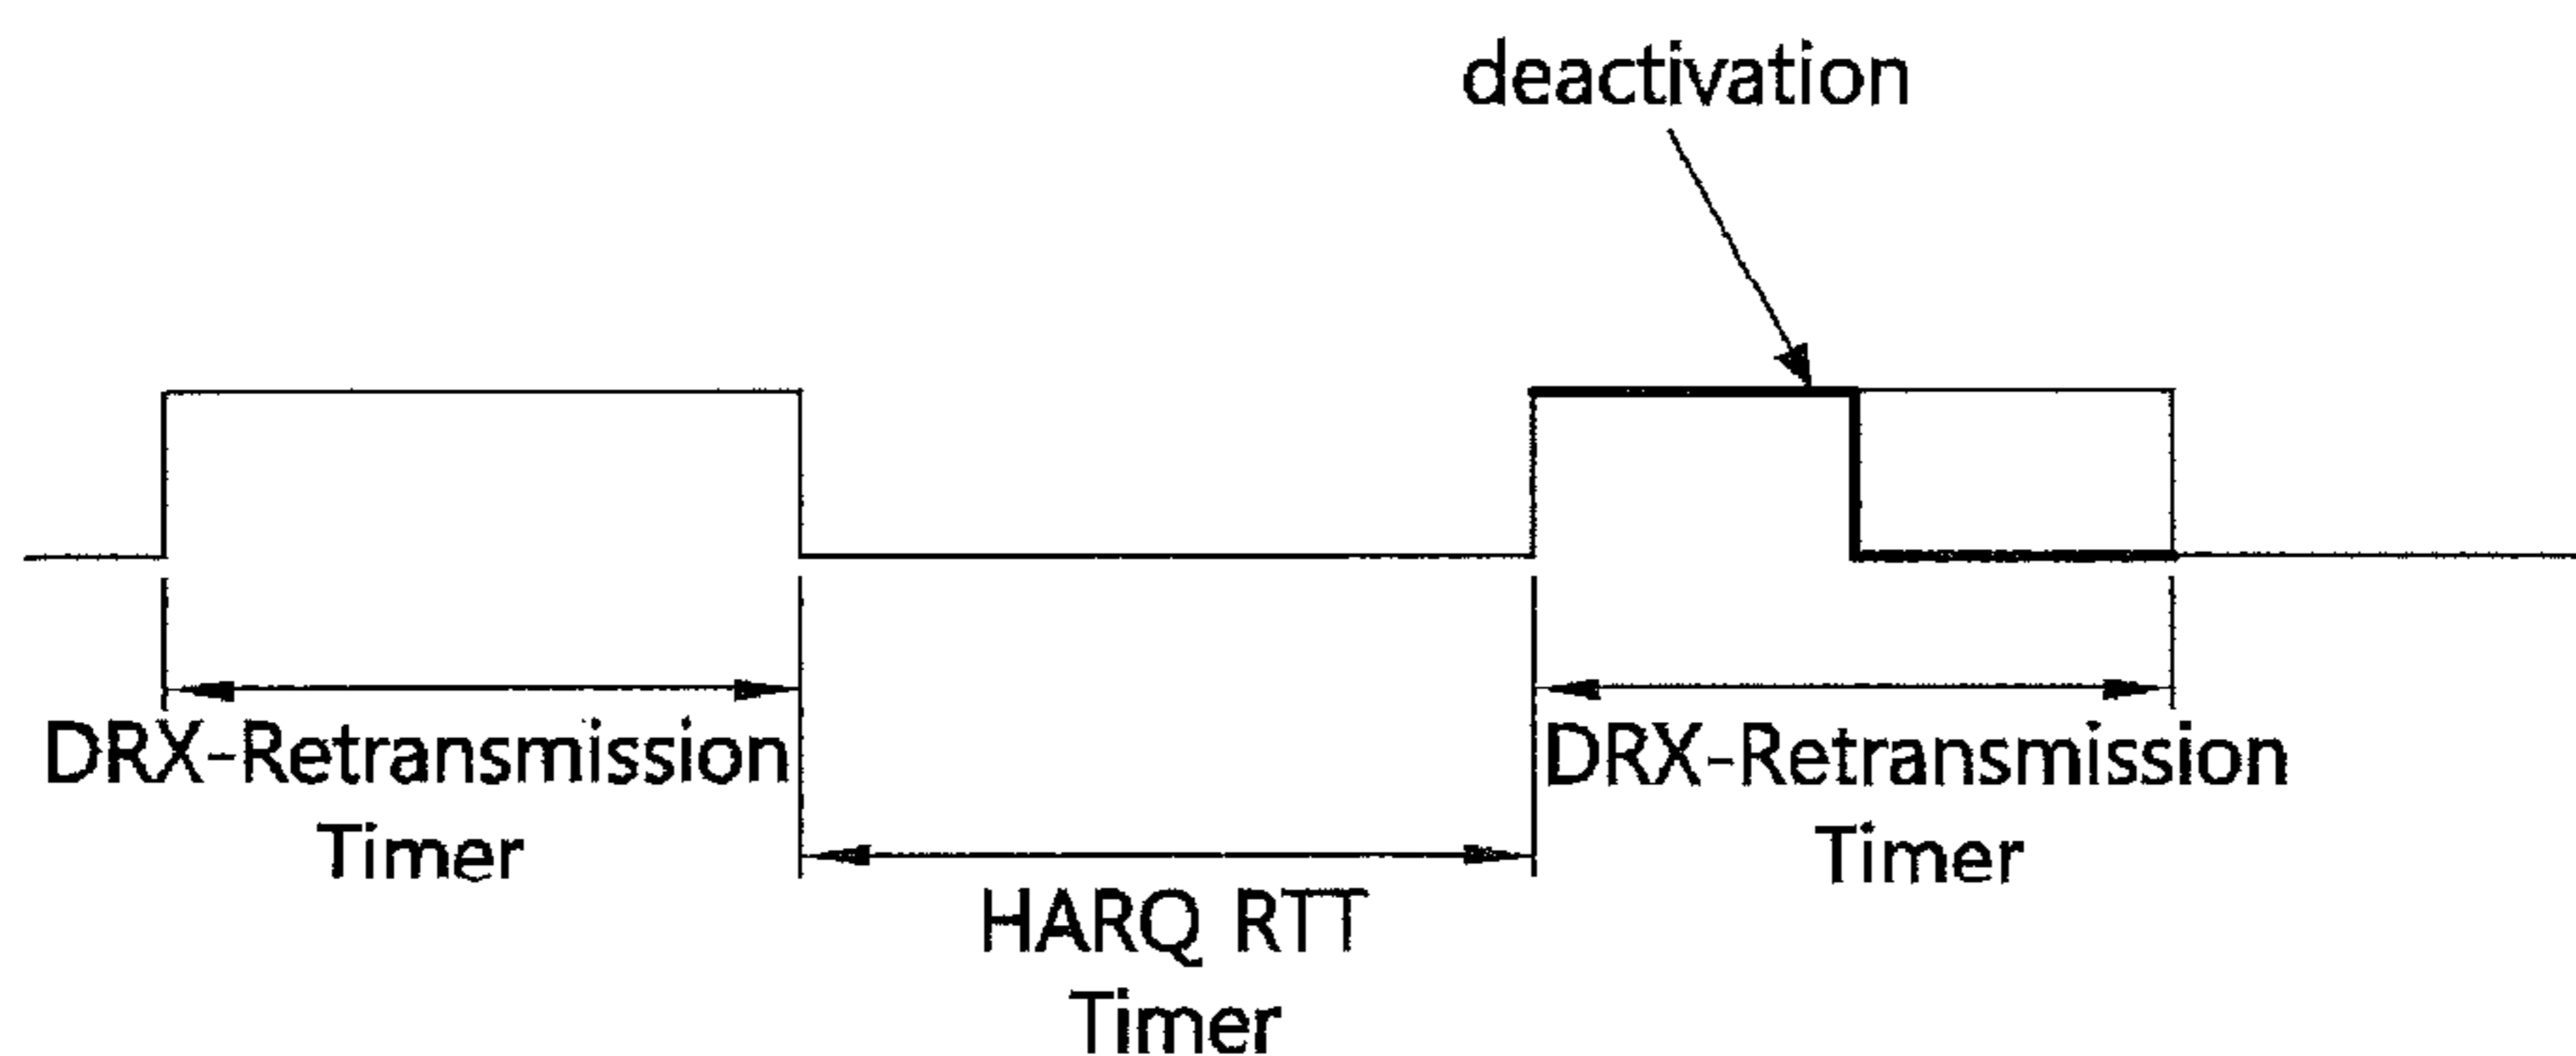 deactivation
DRX-Retransmission
Timer
HARQ RTT
Timer
DRX-Retransmission
Timer